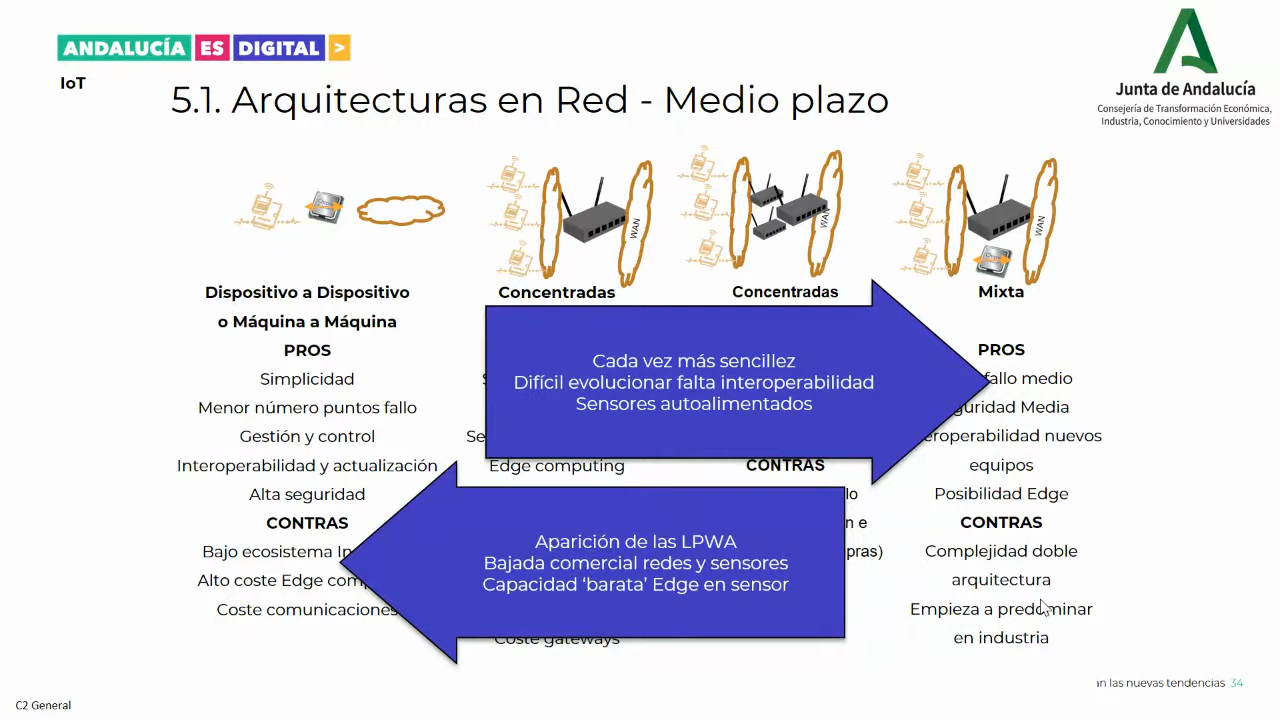 ANDALUCÍA ES DIGITAL >
Junta de Andalucía
Consejería de Transformación Económica,
Industria, Conocimiento y Universidades
IoT
5.1. Arquitecturas en Red - Medio plazo
WAN
WAN
WAN
Dispositivo a Dispositivo
o Máquina a Máquina
PROS
Simplicidad
Menor número puntos fallo
Gestión y control
Interoperabilidad y actualización
Alta seguridad
CONTRAS
Bajo ecosistema
Alto coste Edge
Coste comunicaciones
Concentradas
Edge computing
Coste gateways
Concentradas
CONTRAS
Mixta
PROS
fallo medio
Media
nuevos
equipos
Posibilidad Edge
CONTRAS
Complejidad doble
arquitectura
Empieza a predominar
en industria
Cada vez más sencillez
Difícil evolucionar falta interoperabilidad
Sensores autoalimentados
Aparición de las LPWA
Bajada comercial redes y sensores
Capacidad ‘barata’ Edge en sensor
las nuevas tendencias 34
C2 General